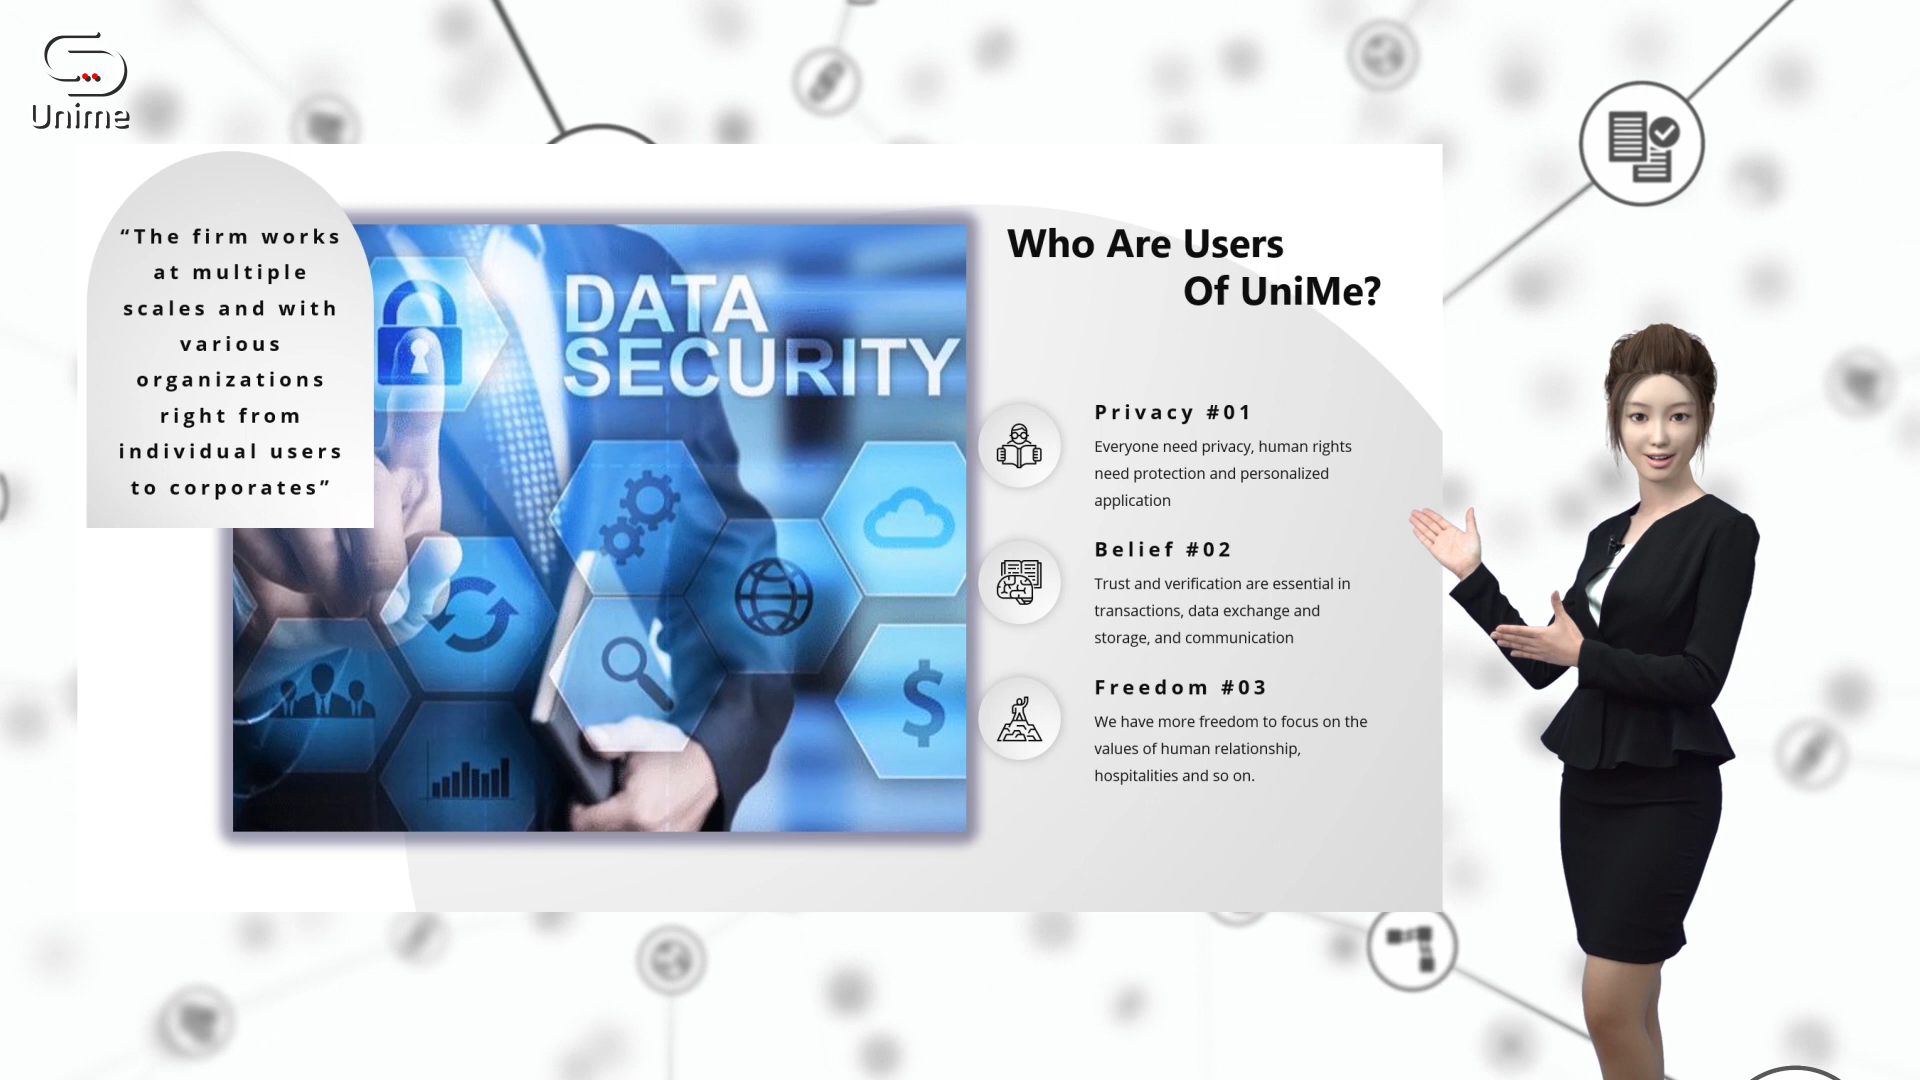 Unime
“The firm works
at multiple
scales and with
various
organizations
right from
individual users
to corporates”
DATA
SECURITY
Who Are Users
Of UniMe?
Privacy #01
Everyone need privacy, human rights
need protection and personalized
application
Belief #02
Trust and verification are essential in
transactions, data exchange and
storage, and communication
Freedom #03
We have more freedom to focus on the
values of human relationship,
hospitalities and so on.